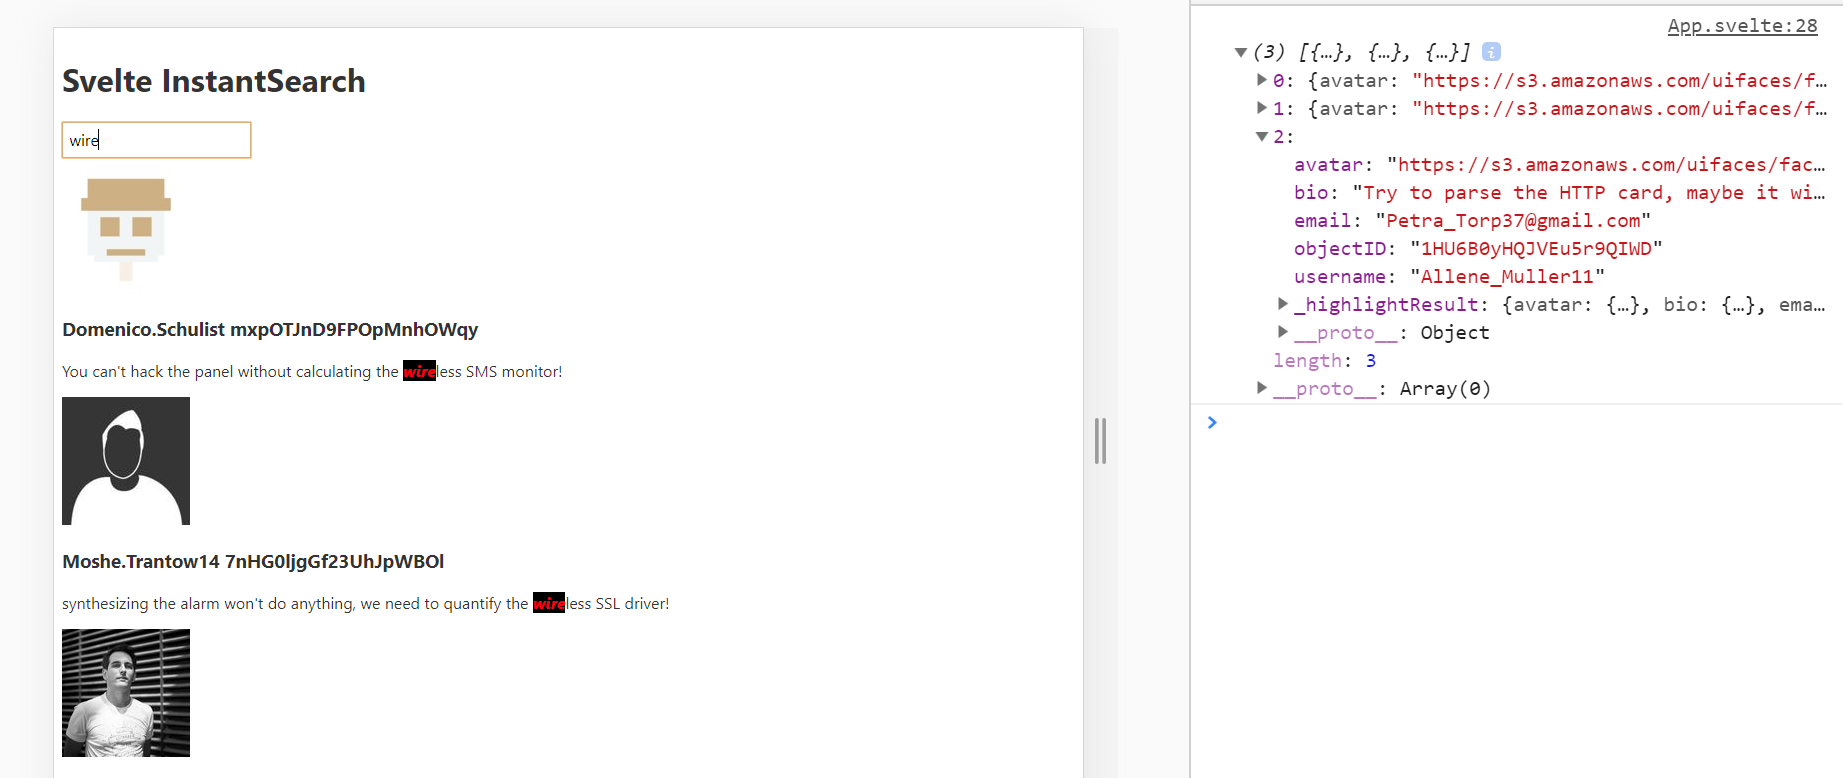 Svelte InstantSearch
wire
Domenico.Schulist mxpOTJnD9FPOpMnhOWqy
You can't hack the panel without calculating the wireless SMS monitor!
Moshe.Trantow14 7nHG0ljgGf23UhJpWBOl
synthesizing the alarm won't do anything, we need to quantify the wireless SSL driver!
App.svelte:28
▼(3) [{…}, {…}, {…}] i
▶0: {avatar: "https://s3.amazonaws.com/uifaces/f…
▶1: {avatar: "https://s3.amazonaws.com/uifaces/f…
▼2:
avatar: "https://s3.amazonaws.com/uifaces/fac…
bio: "Try to parse the HTTP card, maybe it wi…
email: "Petra_Torp37@gmail.com"
objectID: "1HU6B0yHQJVEu5r9QIWD"
username: "Allene_Muller11"
▶_highlightResult: {avatar: {…}, bio: {…}, ema…
▶__proto__: Object
length: 3
▶__proto__: Array(0)